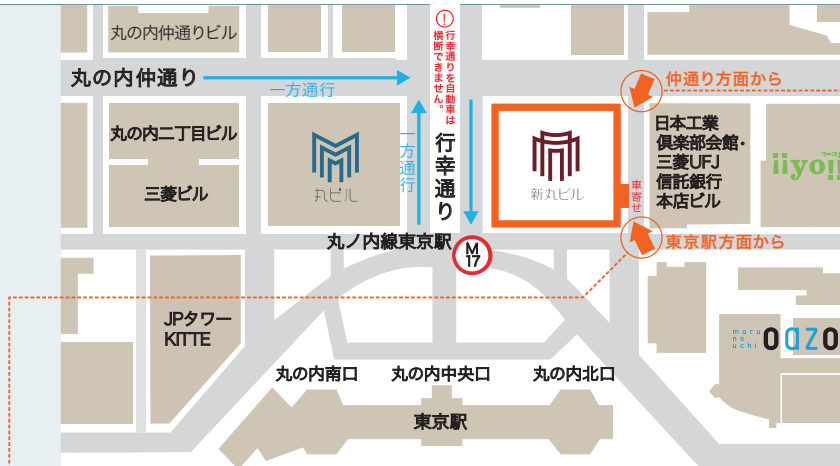 丸の内仲通りビル
!
行幸通りを自動車は
横断できません。
丸の内仲通り
一方通行
仲通り方面から
丸の内二丁目ビル
丸ビル
一方通行
行幸通り
新丸ビル
日本工業
倶楽部会館・
三菱UFJ
信託銀行
本店ビル
iiyo!!
三菱ビル
車寄せ
丸ノ内線東京駅
M
17
東京駅方面から
JPタワー
KITTE
maru
no
uchi
oazo
丸の内南口
丸の内中央口
丸の内北口
東京駅